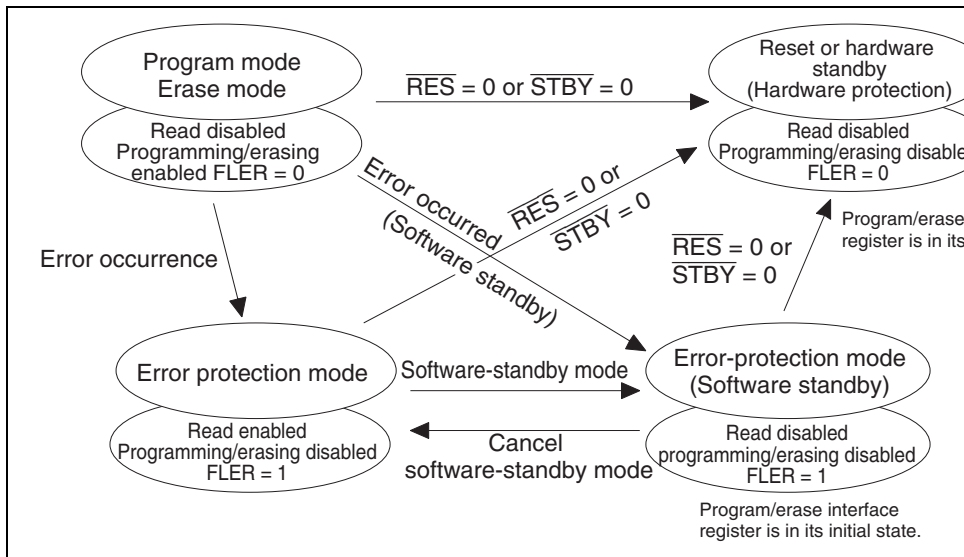 Program mode
Erase mode
Read disabled
Programming/erasing
enabled FLER = 0
RES = 0 or STBY = 0
Reset or hardware
standby
(Hardware protection)
Read disabled
Programming/erasing disable
FLER = 0
Program/erase
register is in its
Error occurrence
Error occurred
(Software standby)
RES = 0 or
STBY = 0
RES = 0 or
STBY = 0
Error protection mode
Read enabled
Programming/erasing disabled
FLER = 1
Software-standby mode
Cancel
software-standby mode
Error-protection mode
(Software standby)
Read disabled
programming/erasing disabled
FLER = 1
Program/erase interface
register is in its initial state.